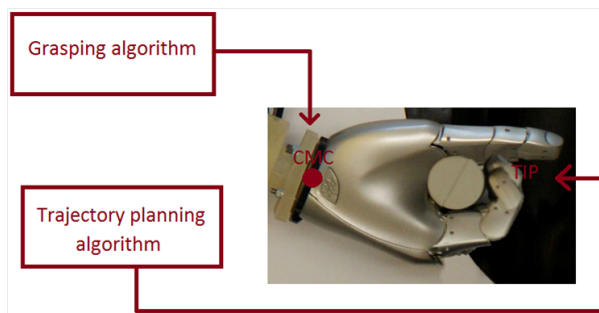 Grasping algorithm
CMC
TIP
Trajectory planning
algorithm